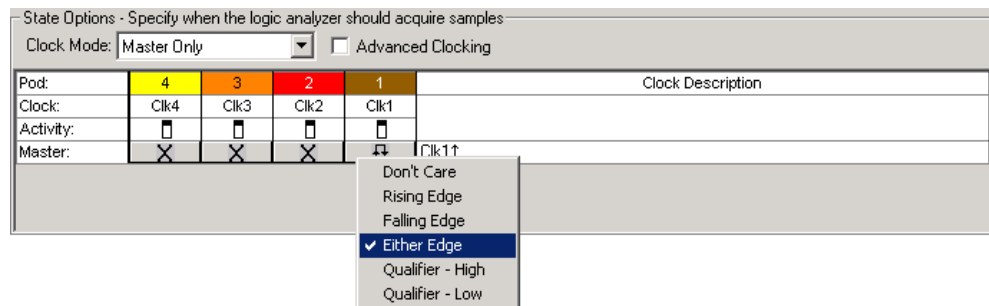 State Options - Specify when the logic analyzer should acquire samples
Clock Mode: Master Only Advanced Clocking
Pod: 4 3 2 1 Clock Description
Clock: Clk4 Clk3 Clk2 Clk1
Activity:
Master: X X X Clk1↑
Don't Care
Rising Edge
Falling Edge
✓ Either Edge
Qualifier - High
Qualifier - Low